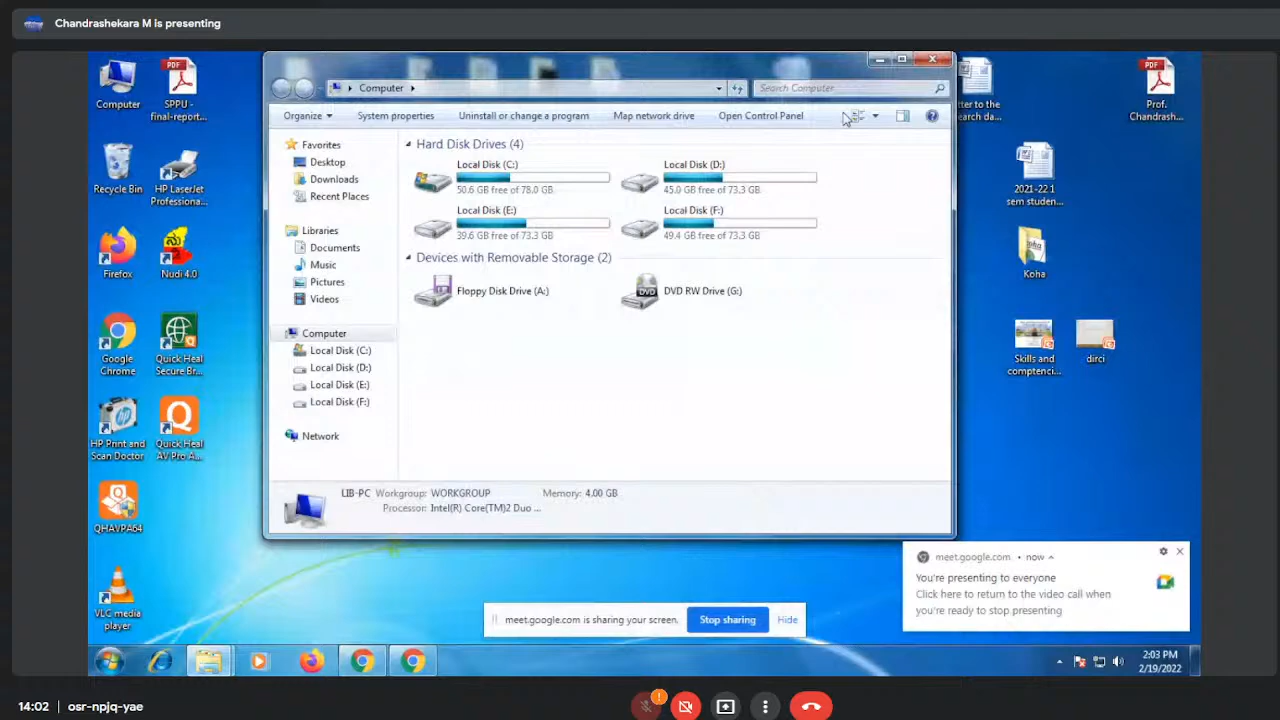 Chandrashekara M is presenting
Computer
SPPU -
final-report...
Recycle Bin
HP LaserJet
Professiona...
Firefox
Nudi 4.0
Google
Chrome
Quick Heal
Secure Br...
HP Print and
Scan Doctor
Quick Heal
AV Pro A...
QHAVPA64
VLC media
player
Computer
Search Computer
Organize
System properties
Uninstall or change a program
Map network drive
Open Control Panel
Favorites
Desktop
Downloads
Recent Places
Libraries
Documents
Music
Pictures
Videos
Computer
Local Disk (C:)
Local Disk (D:)
Local Disk (E:)
Local Disk (F:)
Network
Hard Disk Drives (4)
Local Disk (C:)
50.6 GB free of 78.0 GB
Local Disk (D:)
45.0 GB free of 73.3 GB
Local Disk (E:)
39.6 GB free of 73.3 GB
Local Disk (F:)
49.4 GB free of 73.3 GB
Devices with Removable Storage (2)
Floppy Disk Drive (A:)
DVD
DVD RW Drive (G:)
LIB-PC Workgroup: WORKGROUP Memory: 4.00 GB
Processor: Intel(R) Core(TM)2 Duo ...
tter to the
earch da...
PDF
PDF
Prof.
Chandrash...
2021-22 1
sem studen...
Koha
Skills and
comptenci...
dirci
meet.google.com • now
You're presenting to everyone
Click here to return to the video call when
you're ready to stop presenting
meet.google.com is sharing your screen.
Stop sharing
Hide
2:03 PM
2/19/2022
14:02 | osr-npjq-yae